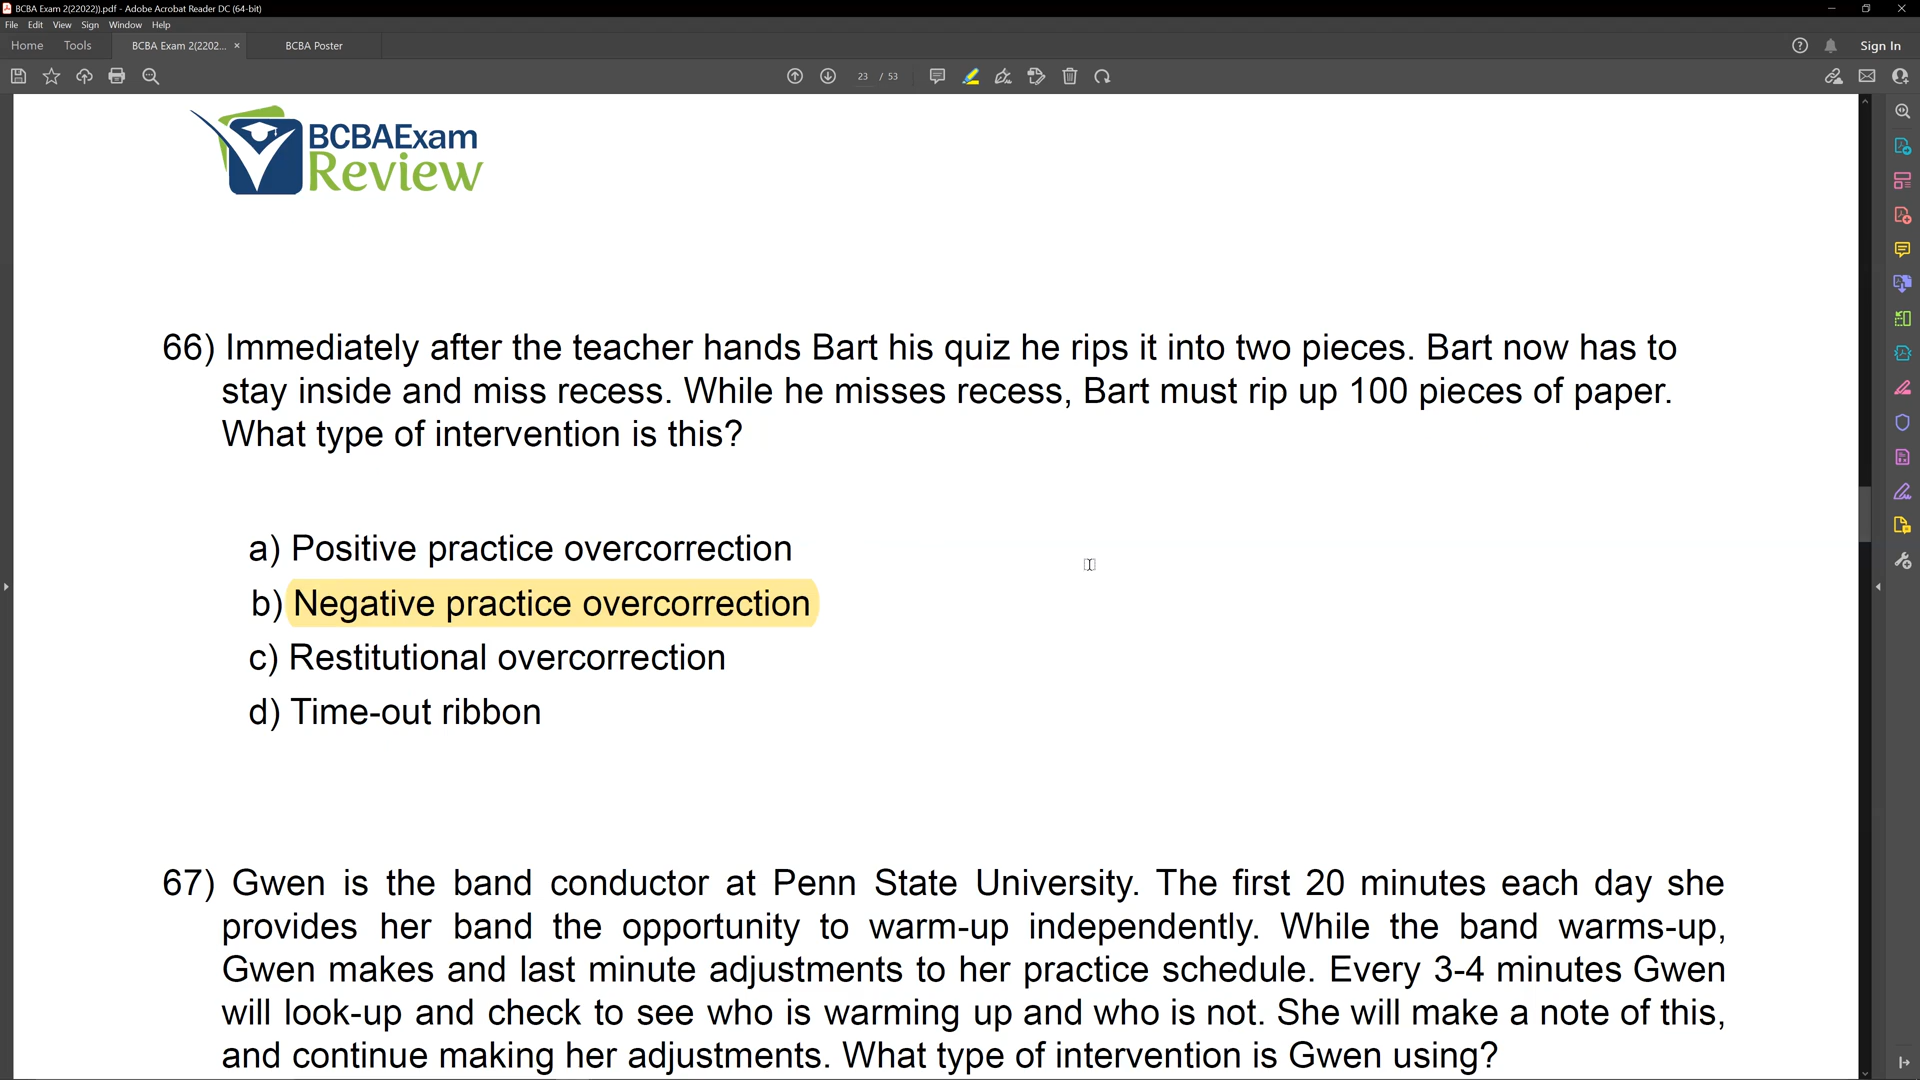 BCBA Exam 2(22022)).pdf - Adobe Acrobat Reader DC (64-bit)
File Edit View Sign Window Help
Home Tools BCBA Exam 2(2202... × BCBA Poster Sign In
23 / 53
BCBAExam
Review
66) Immediately after the teacher hands Bart his quiz he rips it into two pieces. Bart now has to
stay inside and miss recess. While he misses recess, Bart must rip up 100 pieces of paper.
What type of intervention is this?
a) Positive practice overcorrection
b) Negative practice overcorrection
c) Restitutional overcorrection
d) Time-out ribbon
67) Gwen is the band conductor at Penn State University. The first 20 minutes each day she
provides her band the opportunity to warm-up independently. While the band warms-up,
Gwen makes and last minute adjustments to her practice schedule. Every 3-4 minutes Gwen
will look-up and check to see who is warming up and who is not. She will make a note of this,
and continue making her adjustments. What type of intervention is Gwen using?